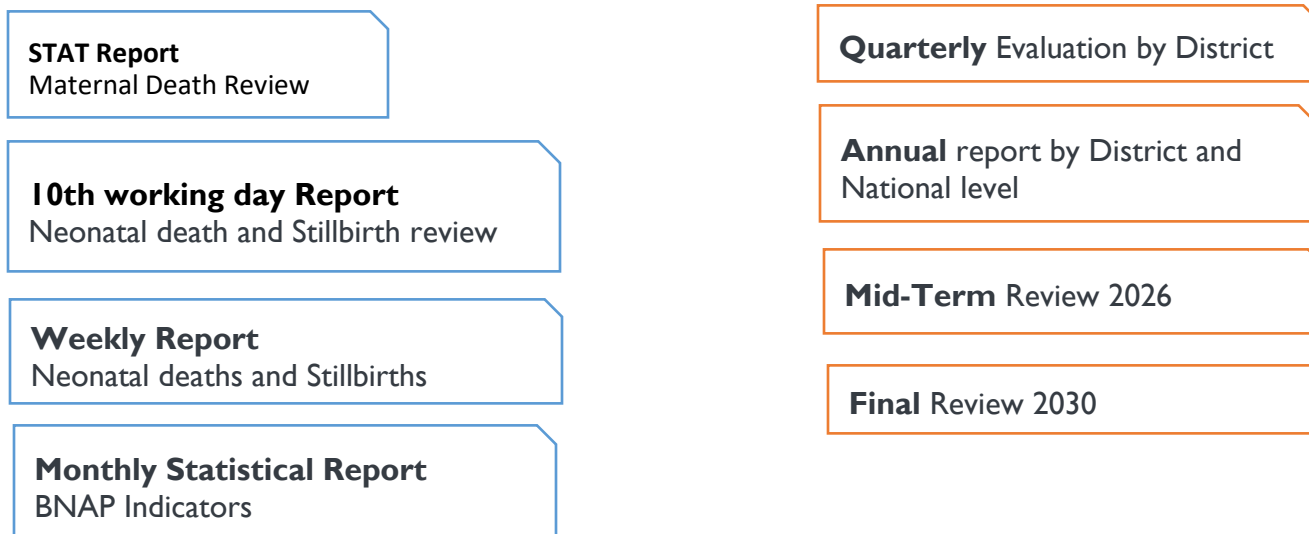 STAT Report
Maternal Death Review
10th working day Report
Neonatal death and Stillbirth review
Weekly Report
Neonatal deaths and Stillbirths
Monthly Statistical Report
BNAP Indicators
Quarterly Evaluation by District
Annual report by District and
National level
Mid-Term Review 2026
Final Review 2030